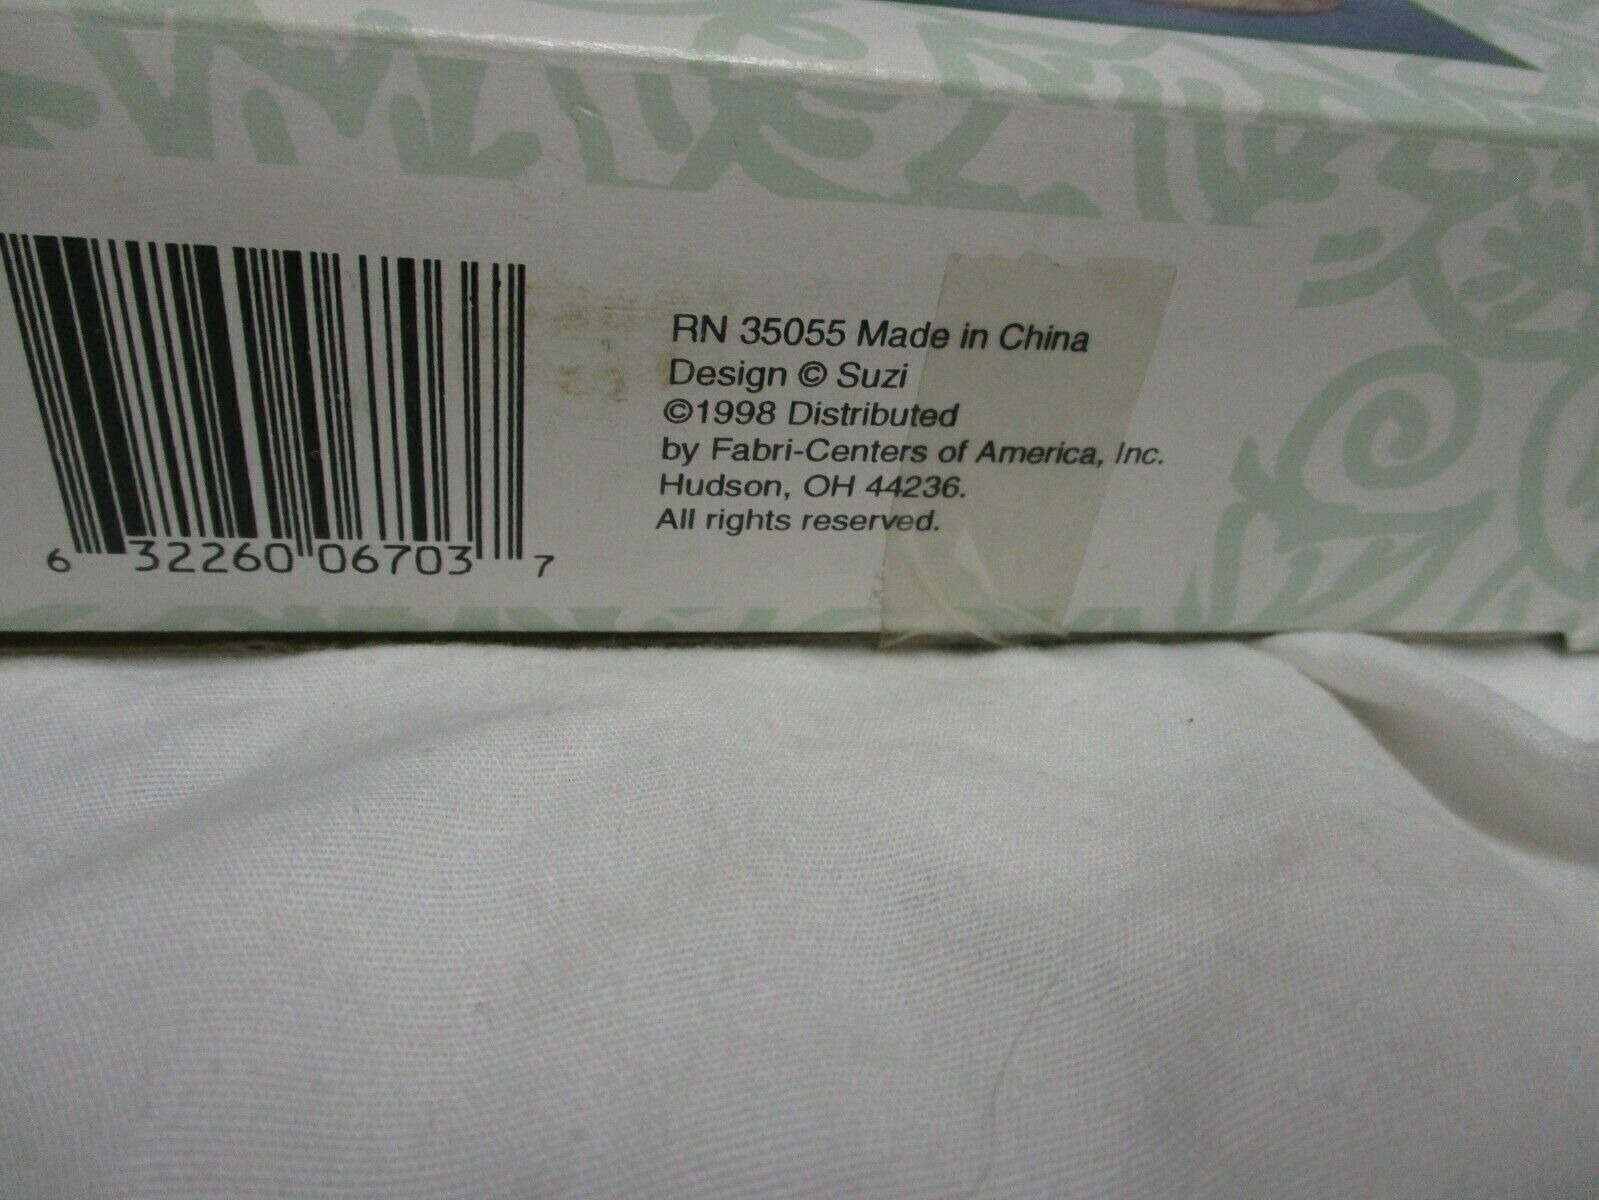 RN 35055 Made in China
Design © Suzi
©1998 Distributed
by Fabri-Centers of America, Inc.
Hudson, OH 44236.
All rights reserved.
6 32260 06703 7